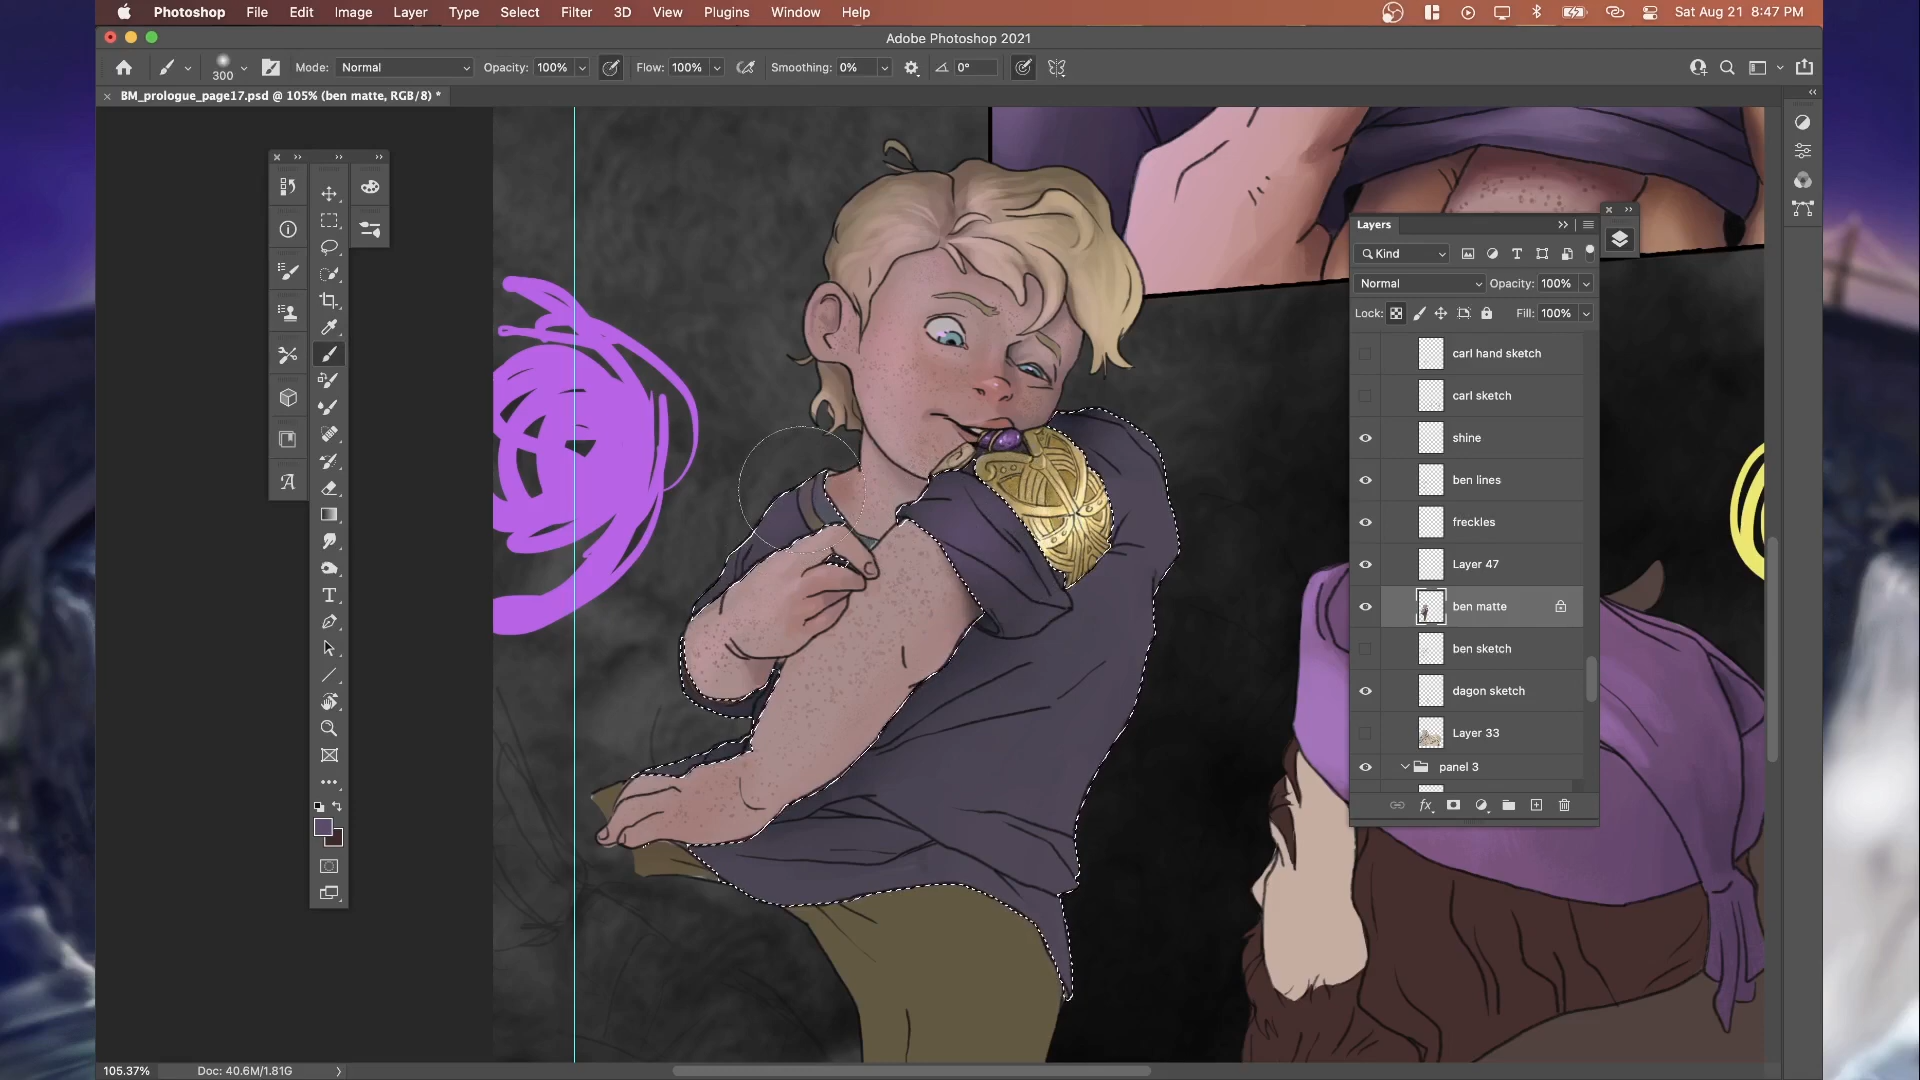 Photoshop File Edit Image Layer Type Select Filter 3D View Plugins Window Help Sat Aug 21 8:47 PM
Adobe Photoshop 2021
300 Mode: Normal Opacity: 100% Flow: 100% Smoothing: 0% 0°
BM_prologue_page17.psd @ 105% (ben matte, RGB/8) *
Layers
Kind
Normal Opacity: 100%
Lock: Fill: 100%
carl hand sketch
carl sketch
shine
ben lines
freckles
Layer 47
ben matte
ben sketch
dagon sketch
Layer 33
panel 3
fx
105.37% Doc: 40.6M/1.81G